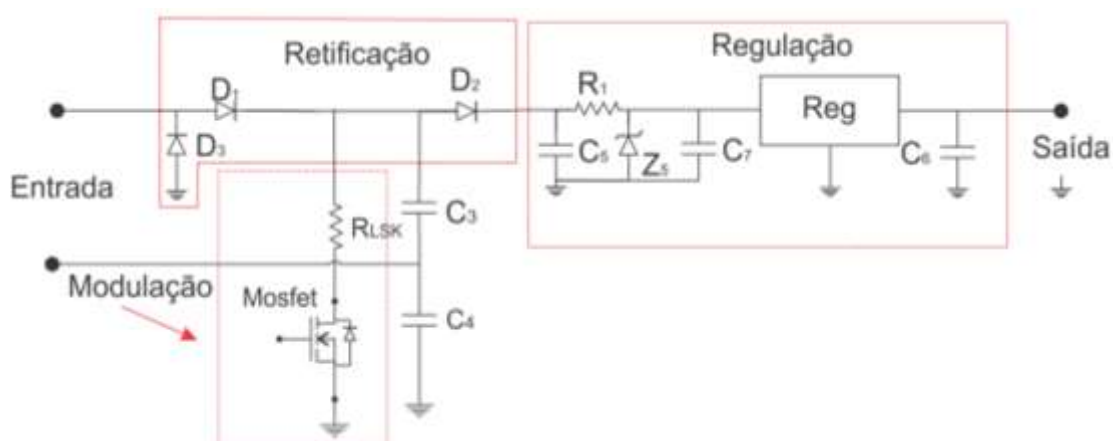 Retificação
Regulação
D1
D2
R1
Reg
D3
C5
Z5
C7
C6
Saída
Entrada
RLSK
C3
Modulação
Mosfet
C4